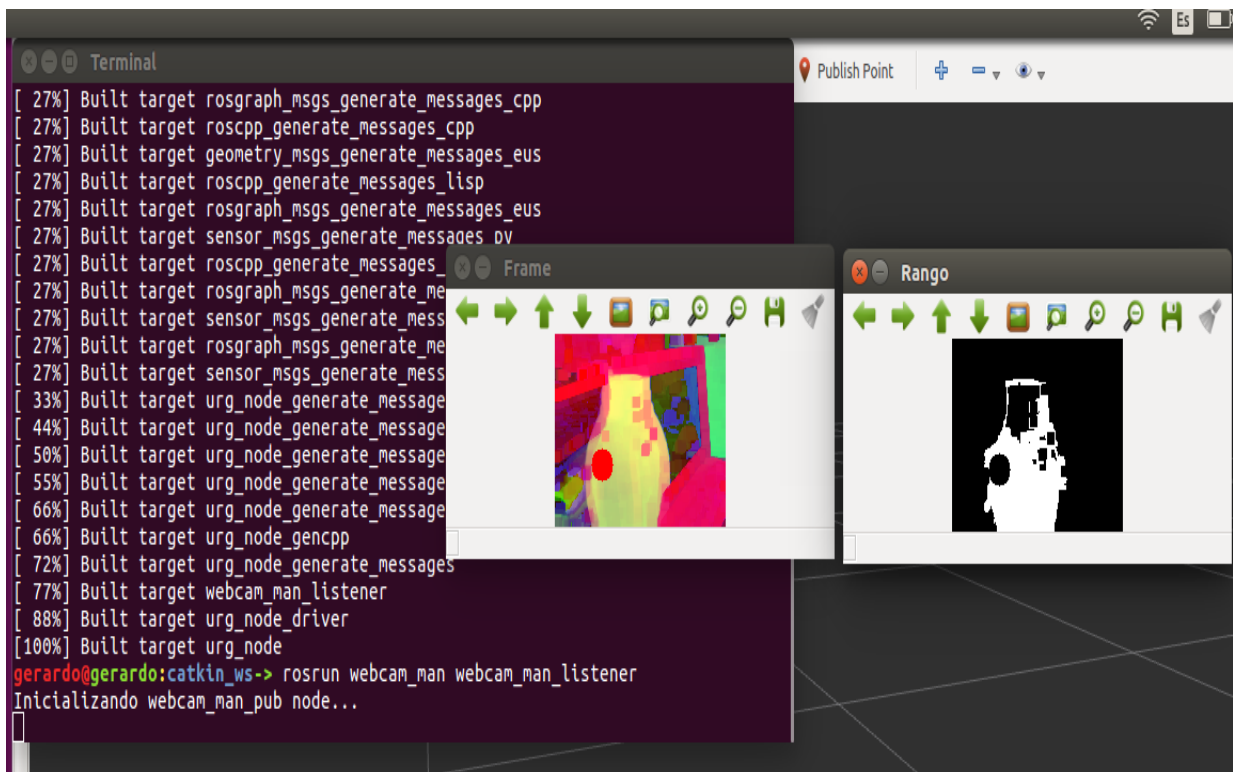 Es
Terminal
Publish Point
[ 27%] Built target rosgraph_msgs_generate_messages_cpp
[ 27%] Built target roscpp_generate_messages_cpp
[ 27%] Built target geometry_msgs_generate_messages_eus
[ 27%] Built target roscpp_generate_messages_lisp
[ 27%] Built target rosgraph_msgs_generate_messages_eus
[ 27%] Built target sensor_msgs_generate_messages_py
[ 27%] Built target roscpp_generate_messages_
[ 27%] Built target rosgraph_msgs_generate_me
[ 27%] Built target sensor_msgs_generate_mess
[ 27%] Built target rosgraph_msgs_generate_me
[ 27%] Built target sensor_msgs_generate_mess
[ 33%] Built target urg_node_generate_message
[ 44%] Built target urg_node_generate_message
[ 50%] Built target urg_node_generate_message
[ 55%] Built target urg_node_generate_message
[ 66%] Built target urg_node_generate_message
[ 66%] Built target urg_node_gencpp
[ 72%] Built target urg_node_generate_messages
[ 77%] Built target webcam_man_listener
[ 88%] Built target urg_node_driver
[100%] Built target urg_node
gerardo@gerardo:catkin_ws-> rosrun webcam_man webcam_man_listener
Inicializando webcam_man_pub node...
Frame
Rango